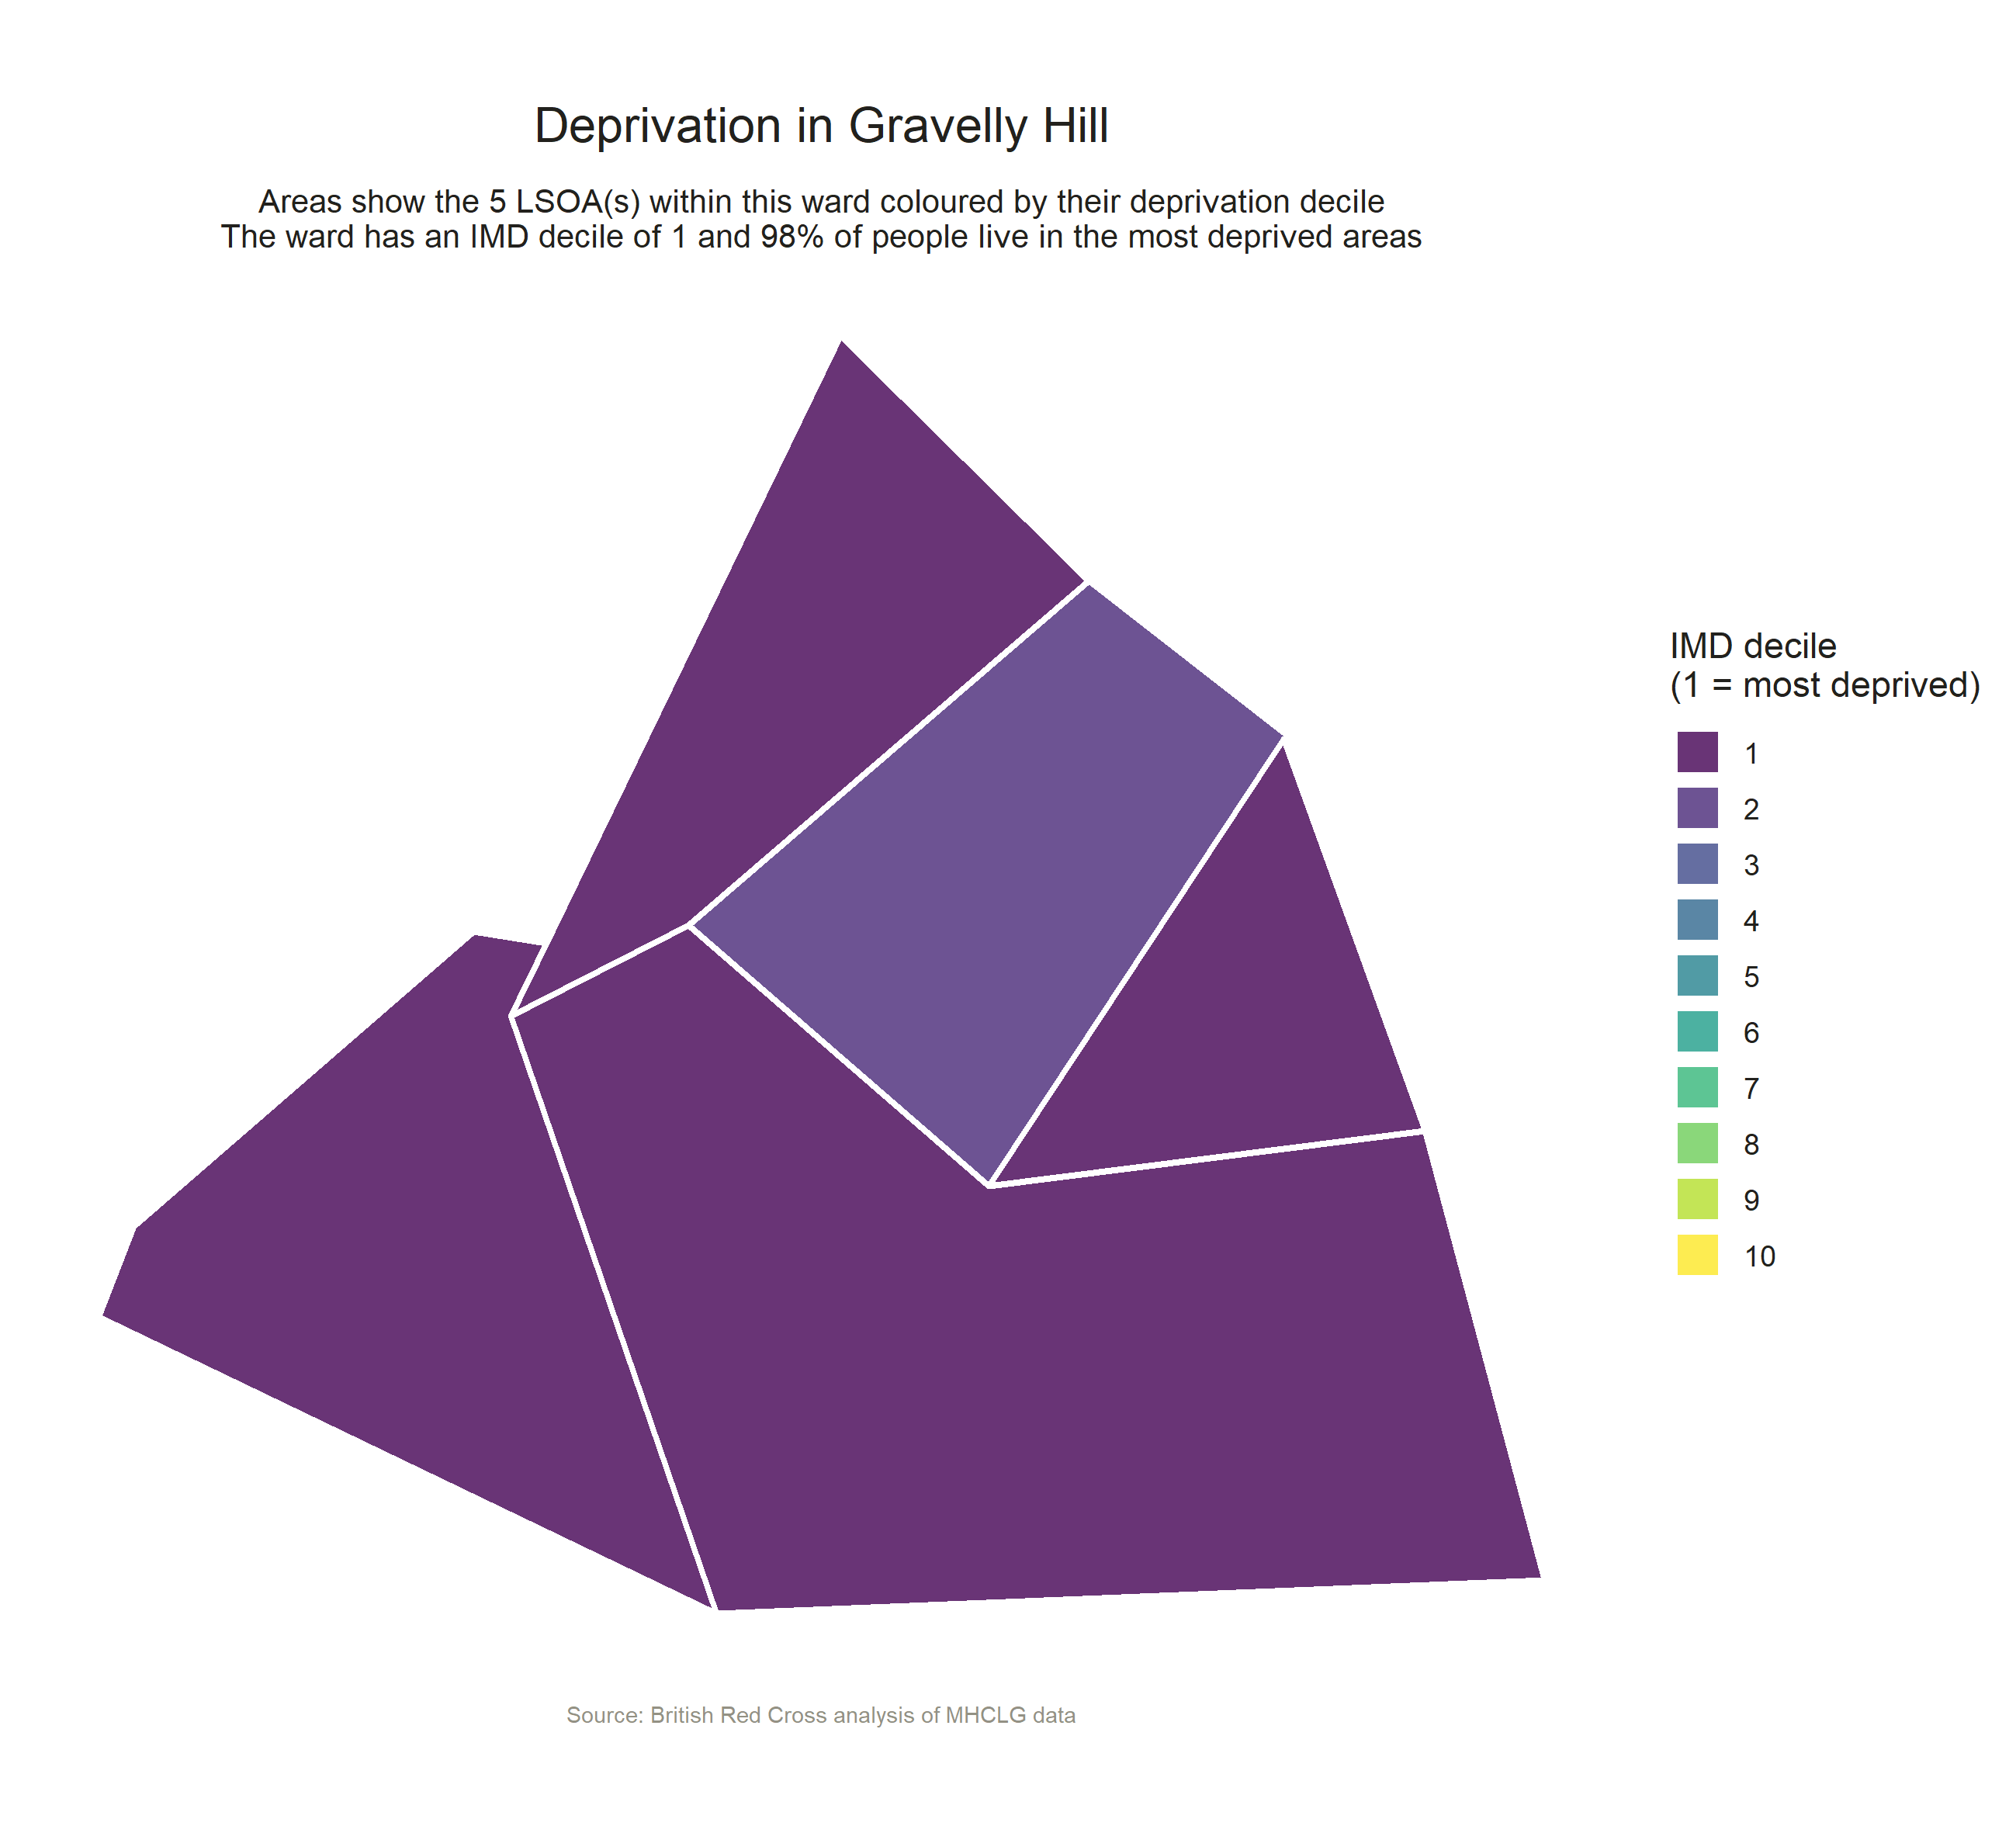 Deprivation in Gravelly Hill
Areas show the 5 LSOA(s) within this ward coloured by their deprivation decile
The ward has an IMD decile of 1 and 98% of people live in the most deprived areas
IMD decile
(1 = most deprived)
1
2
3
4
5
6
7
8
9
10
Source: British Red Cross analysis of MHCLG data